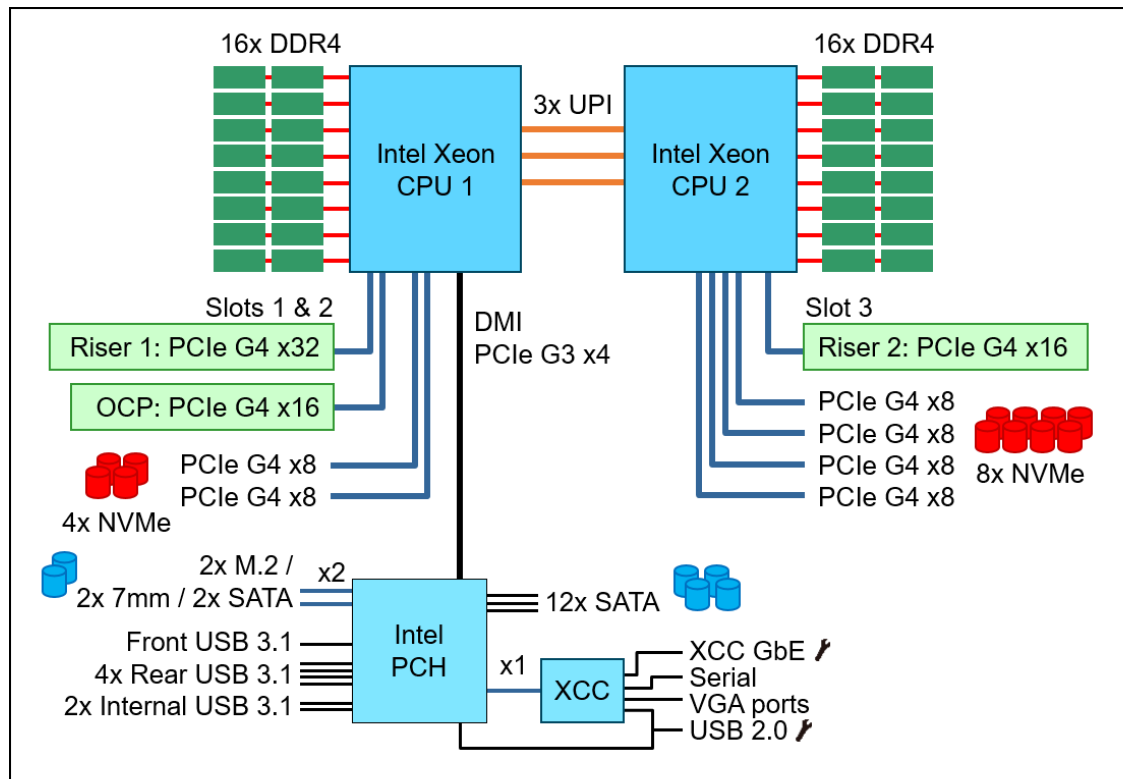 16x DDR4
16x DDR4
3x UPI
Intel Xeon
CPU 1
Intel Xeon
CPU 2
Slots 1 & 2
Riser 1: PCIe G4 x32
OCP: PCIe G4 x16
DMI
PCIe G3 x4
Slot 3
Riser 2: PCIe G4 x16
PCIe G4 x8
PCIe G4 x8
PCIe G4 x8
PCIe G4 x8
8x NVMe
PCIe G4 x8
PCIe G4 x8
4x NVMe
2x M.2 /
2x 7mm / 2x SATA
x2
12x SATA
Front USB 3.1
4x Rear USB 3.1
2x Internal USB 3.1
Intel
PCH
x1
XCC
XCC GbE
Serial
VGA ports
USB 2.0